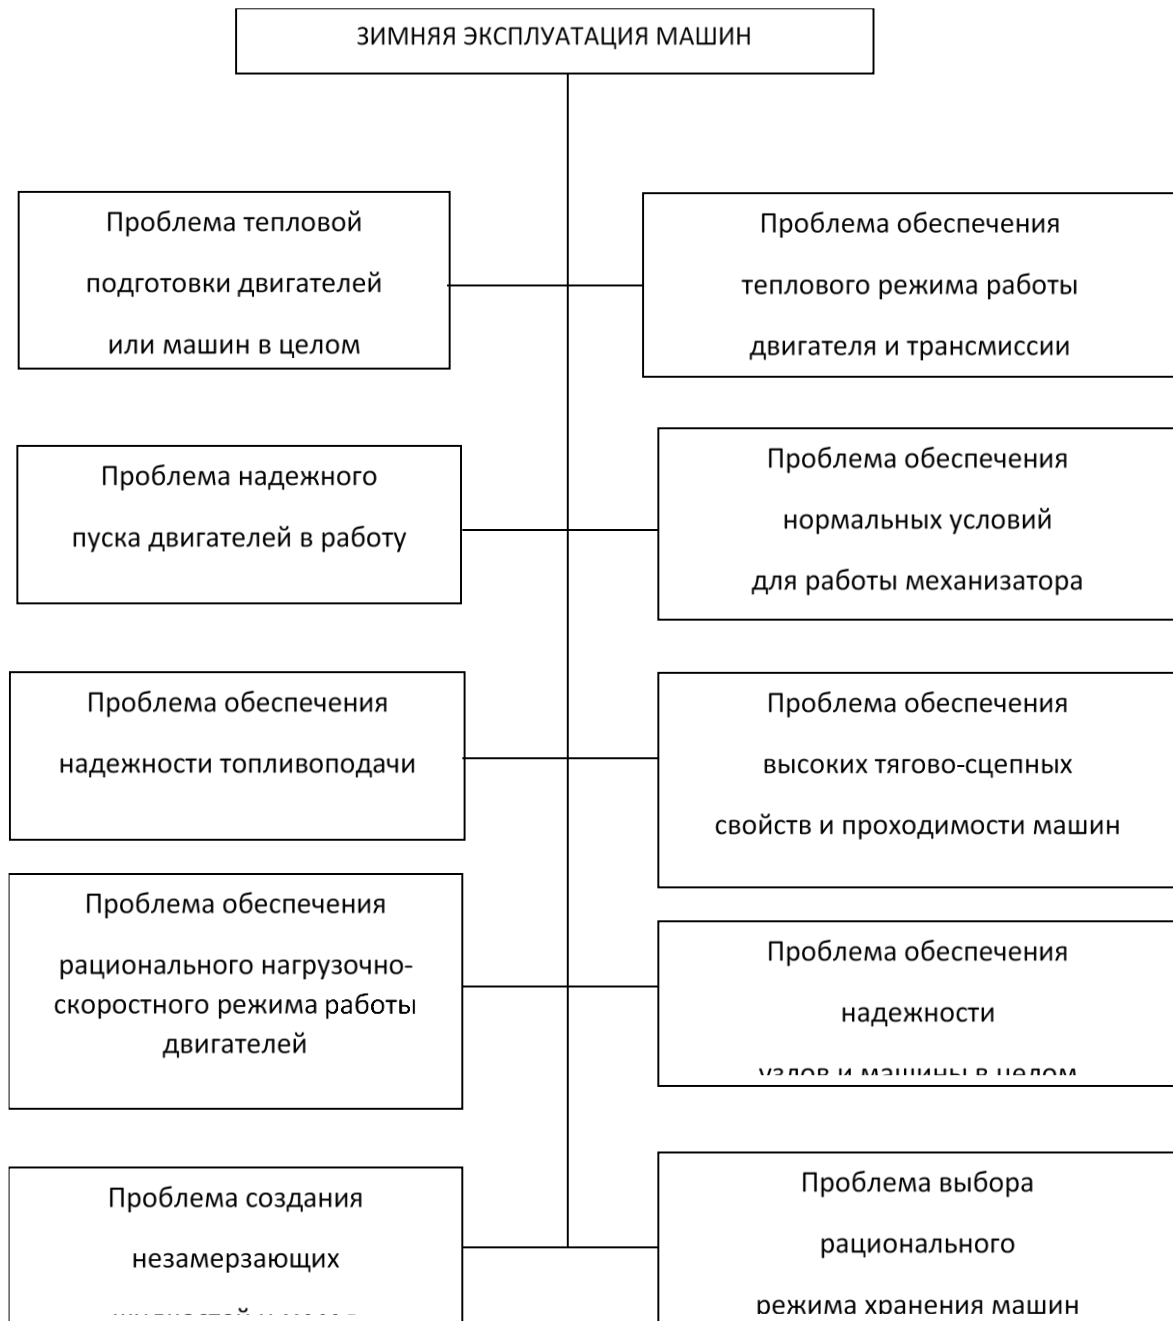 ЗИМНЯЯ ЭКСПЛУАТАЦИЯ МАШИН
Проблема тепловой
подготовки двигателей
или машин в целом
Проблема обеспечения
теплового режима работы
двигателя и трансмиссии
Проблема надежного
пуска двигателей в работу
Проблема обеспечения
нормальных условий
для работы механизатора
Проблема обеспечения
надежности топливоподачи
Проблема обеспечения
высоких тягово-сцепных
свойств и проходимости машин
Проблема обеспечения
рационального нагрузочно-
скоростного режима работы
двигателей
Проблема обеспечения
надежности
узлов и машины в целом
Проблема создания
незамерзающих
Проблема выбора
рационального
режима хранения машин